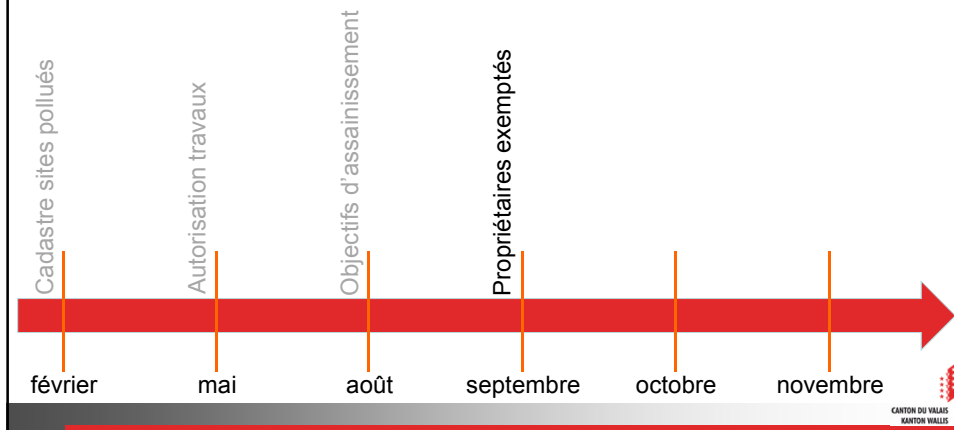 Cadastre sites pollués
Autorisation travaux
Objectifs d'assainissement
Propriétaires exemptés
février
mai
août
septembre
octobre
novembre
CANTON DU VALAIS
KANTON WALLIS